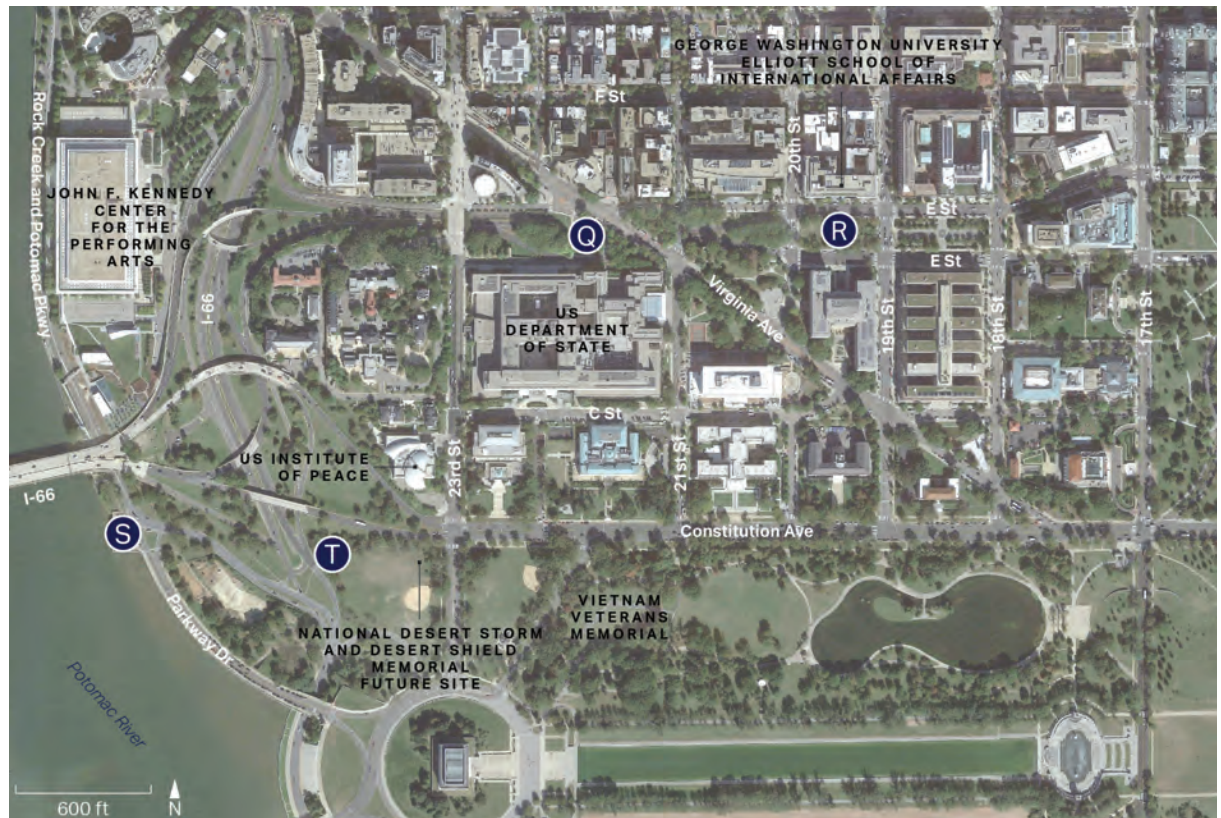 GEORGE WASHINGTON UNIVERSITY
ELLIOTT SCHOOL OF
INTERNATIONAL AFFAIRS
F St
20th St
Rock Creek and Potomac Pkwy
JOHN F. KENNEDY
CENTER
FOR THE
PERFORMING
ARTS
E St
Q
R
E St
Virginia Ave
I-66
US
DEPARTMENT
OF STATE
19th St
18th St
17th St
C St
US INSTITUTE
OF PEACE
23rd St
21st St
I-66
S
T
Constitution Ave
Parkway Dr
VIETNAM
VETERANS
MEMORIAL
NATIONAL DESERT STORM
AND DESERT SHIELD
MEMORIAL
FUTURE SITE
Potomac River
600 ft
N